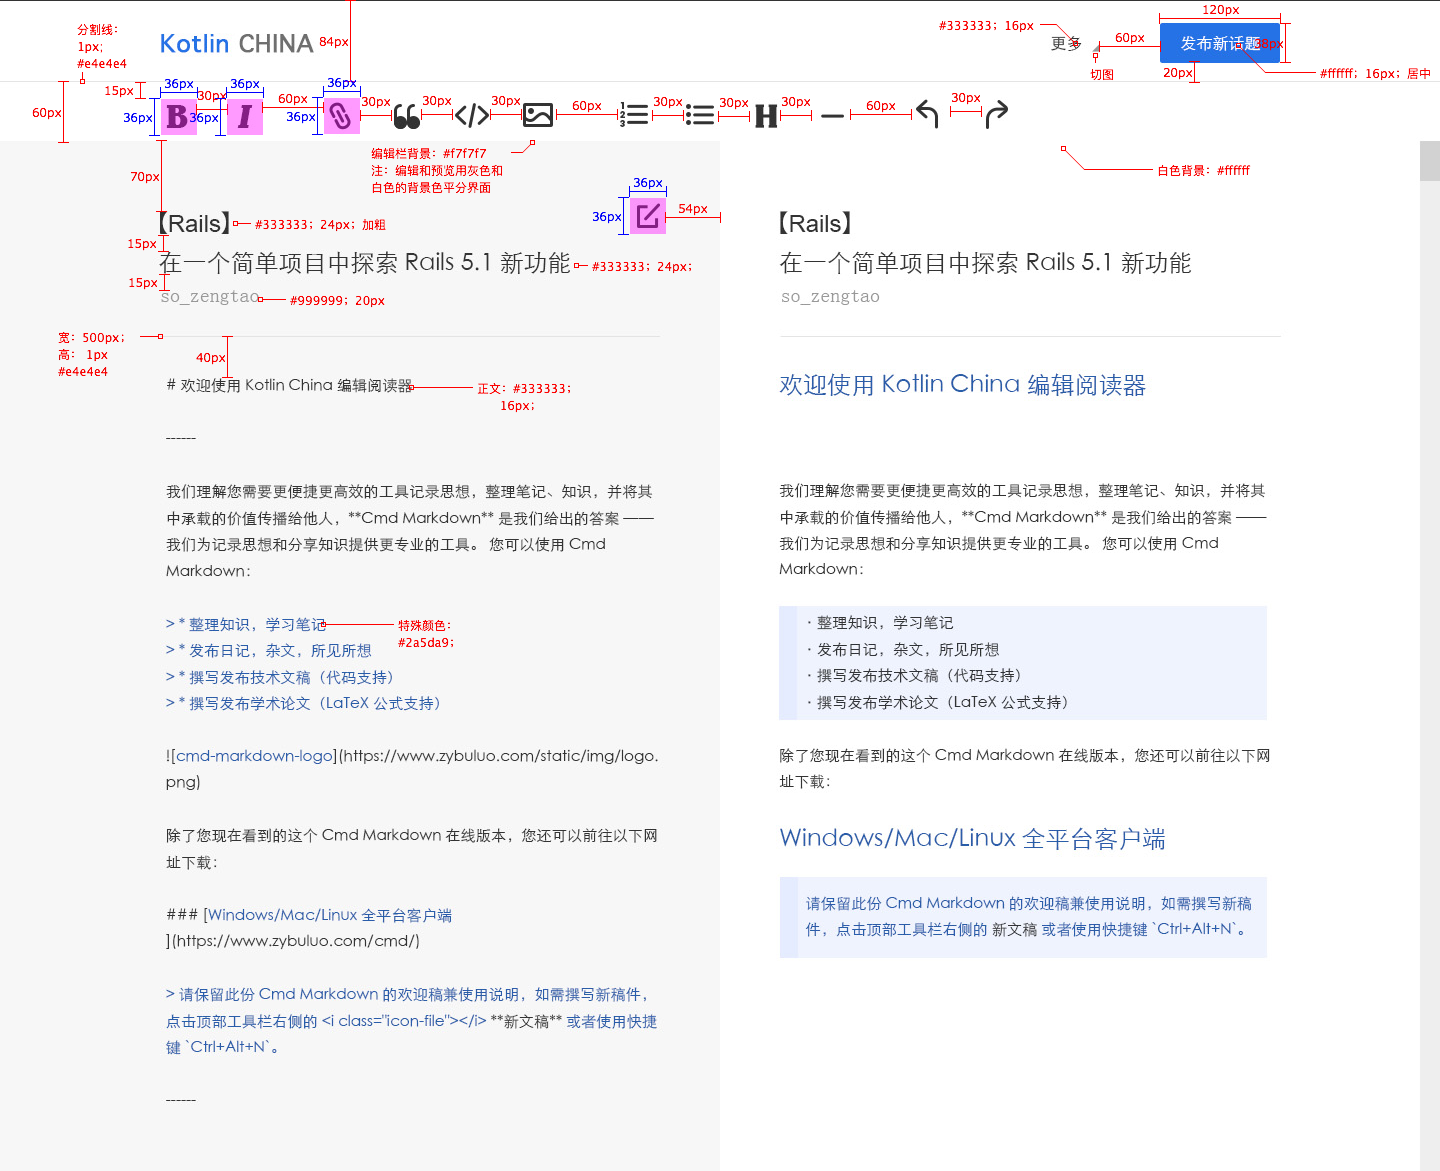 120px
分割线：
1px；
#e4e4e4
Kotlin CHINA
84px
#333333；16px
更多
60px
发布新话题
切图
20px
#ffffff；16px；居中
15px
60px
36px
36px
36px
36px
30px
36px
60px
36px
30px
30px
30px
60px
30px
30px
30px
60px
30px
B
I
1
2
3
H
编辑栏背景：#f7f7f7
注：编辑和预览用灰色和
白色的背景色平分界面
白色背景：#ffffff
70px
36px
36px
54px
【Rails】
#333333；24px；加粗
15px
在一个简单项目中探索 Rails 5.1 新功能
#333333；24px；
15px
so_zengtao
#999999；20px
宽：500px；
高： 1px
#e4e4e4
40px
# 欢迎使用 Kotlin China 编辑阅读器
正文：#333333；
16px；
------
我们理解您需要更便捷更高效的工具记录思想，整理笔记、知识，并将其
中承载的价值传播给他人，**Cmd Markdown** 是我们给出的答案 ——
我们为记录思想和分享知识提供更专业的工具。 您可以使用 Cmd
Markdown：
> * 整理知识，学习笔记
特殊颜色：
#2a5da9；
> * 发布日记，杂文，所见所想
> * 撰写发布技术文稿（代码支持）
> * 撰写发布学术论文（LaTeX 公式支持）
![cmd-markdown-logo](https://www.zybuluo.com/static/img/logo.
png)
除了您现在看到的这个 Cmd Markdown 在线版本，您还可以前往以下网
址下载：
### [Windows/Mac/Linux 全平台客户端
](https://www.zybuluo.com/cmd/)
> 请保留此份 Cmd Markdown 的欢迎稿兼使用说明，如需撰写新稿件，
点击顶部工具栏右侧的 <i class="icon-file"></i> **新文稿** 或者使用快捷
键 `Ctrl+Alt+N`。
------
【Rails】
在一个简单项目中探索 Rails 5.1 新功能
so_zengtao
欢迎使用 Kotlin China 编辑阅读器
我们理解您需要更便捷更高效的工具记录思想，整理笔记、知识，并将其
中承载的价值传播给他人，**Cmd Markdown** 是我们给出的答案 ——
我们为记录思想和分享知识提供更专业的工具。 您可以使用 Cmd
Markdown：
· 整理知识，学习笔记
· 发布日记，杂文，所见所想
· 撰写发布技术文稿（代码支持）
· 撰写发布学术论文（LaTeX 公式支持）
除了您现在看到的这个 Cmd Markdown 在线版本，您还可以前往以下网
址下载：
Windows/Mac/Linux 全平台客户端
请保留此份 Cmd Markdown 的欢迎稿兼使用说明，如需撰写新稿
件，点击顶部工具栏右侧的 新文稿 或者使用快捷键 `Ctrl+Alt+N`。